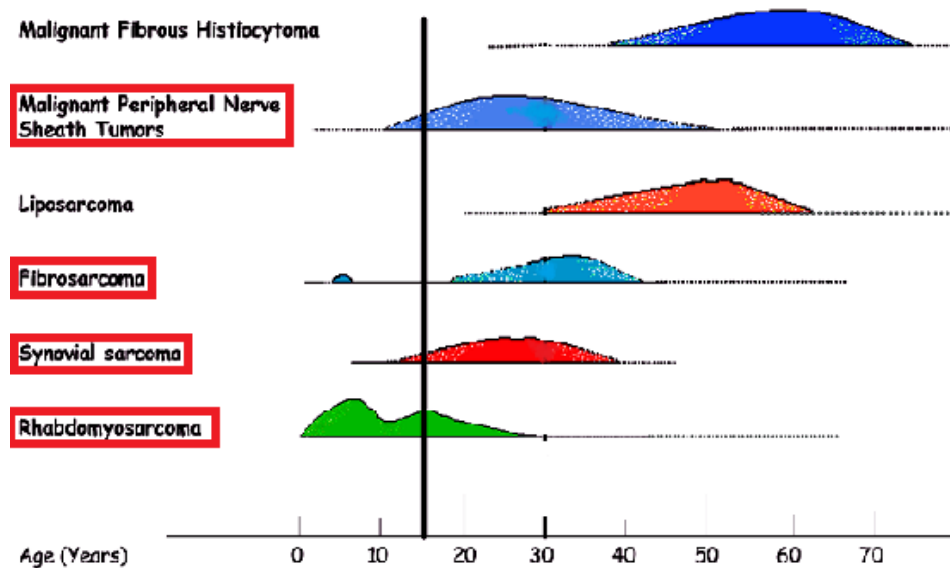 Malignant Fibrous Histiocytoma
Malignant Peripheral Nerve
Sheath Tumors
Liposarcoma
Fibrosarcoma
Synovial sarcoma
Rhabdomyosarcoma
Age (Years) 0 10 20 30 40 50 60 70